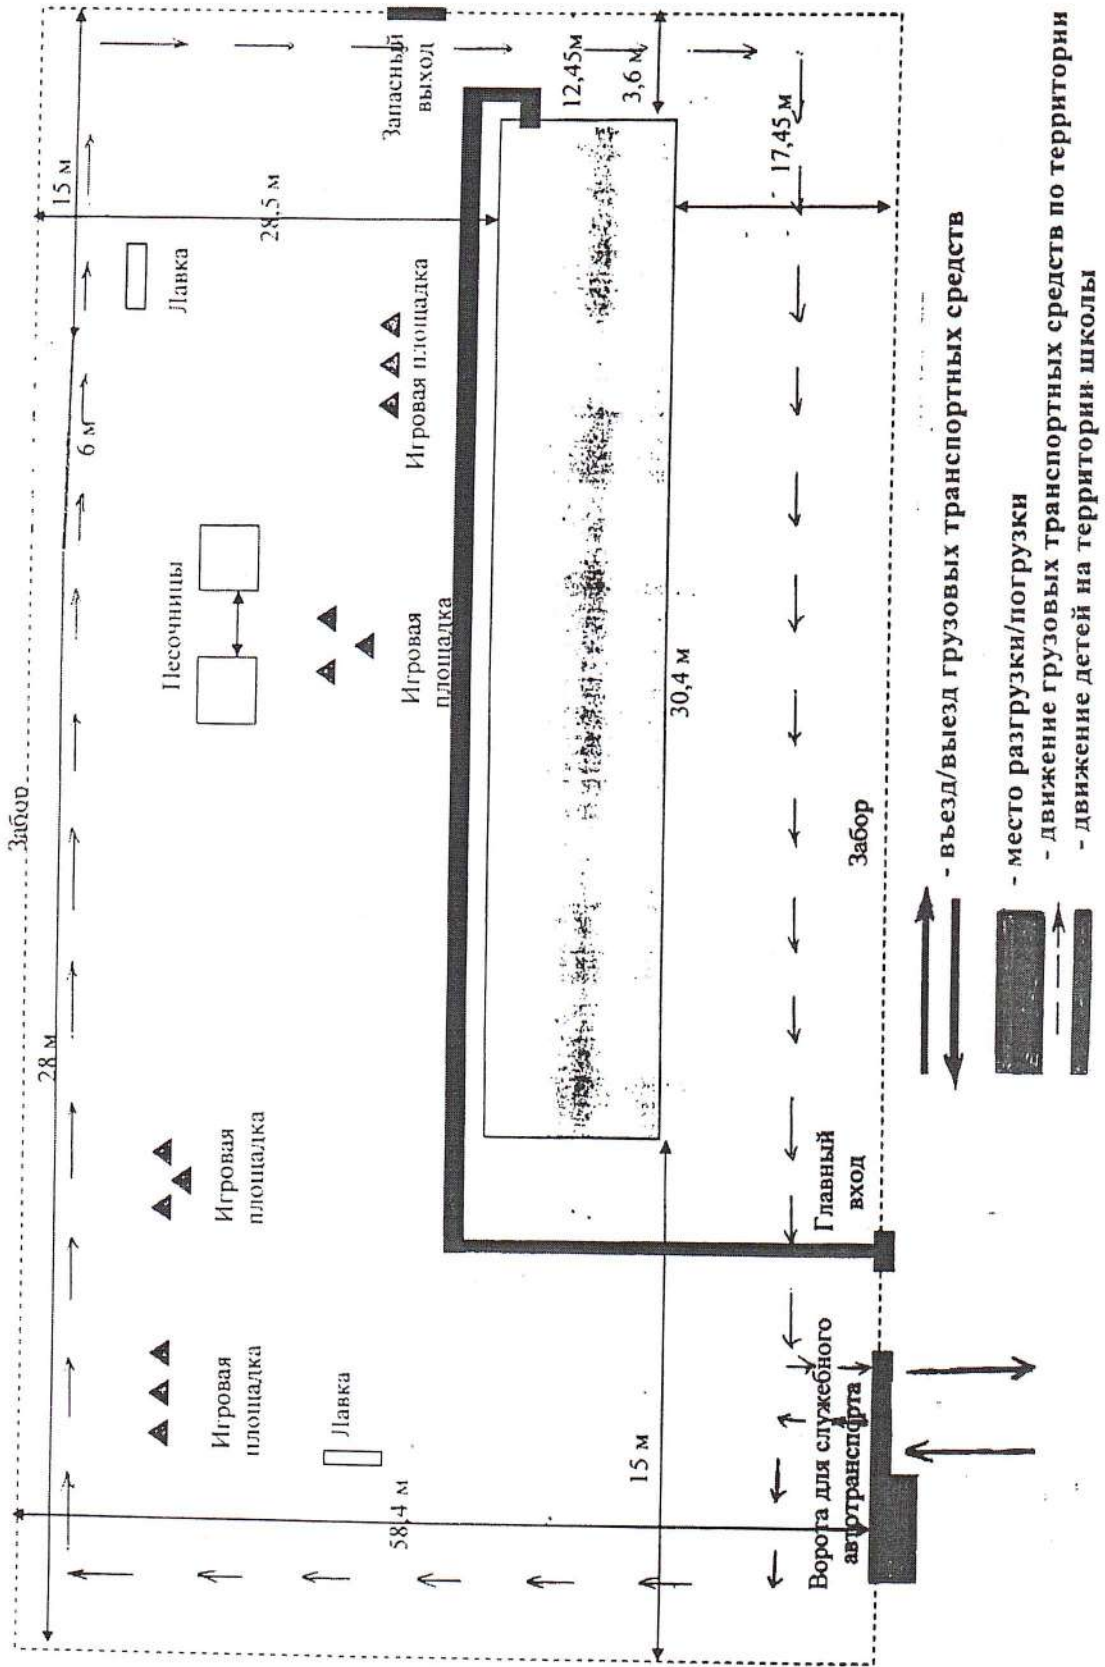 Забор
28 м
6 м
15 м
Лавка
28,5 м
Песочницы
Игровая
площадка
Игровая
площадка
Лавка
58,4 м
Игровая
площадка
Игровая площадка
Запасный
выход
12,45м
3,6 м
30,4 м
15 м
17,45 м
Ворота для служебного
автотранспорта
Главный
вход
Забор
- въезд/выезд грузовых транспортных средств
- место разгрузки/погрузки
- движение грузовых транспортных средств по территории
- движение детей на территории школы